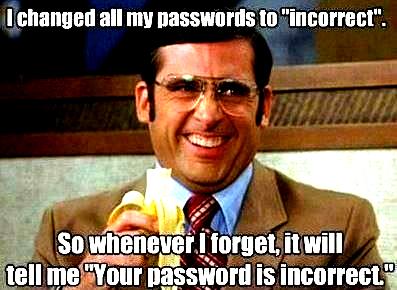 I changed all my passwords to "incorrect".
So whenever I forget, it will
tell me "Your password is incorrect."